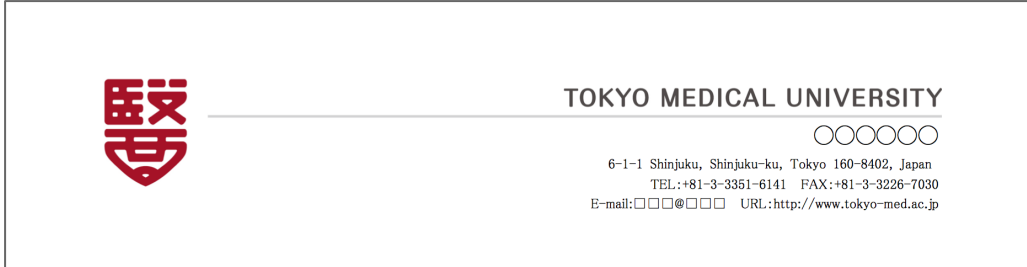 TOKYO MEDICAL UNIVERSITY
○○○○○○
6-1-1 Shinjuku, Shinjuku-ku, Tokyo 160-8402, Japan
TEL:+81-3-3351-6141 FAX:+81-3-3226-7030
E-mail:□□□@□□□ URL:http://www.tokyo-med.ac.jp